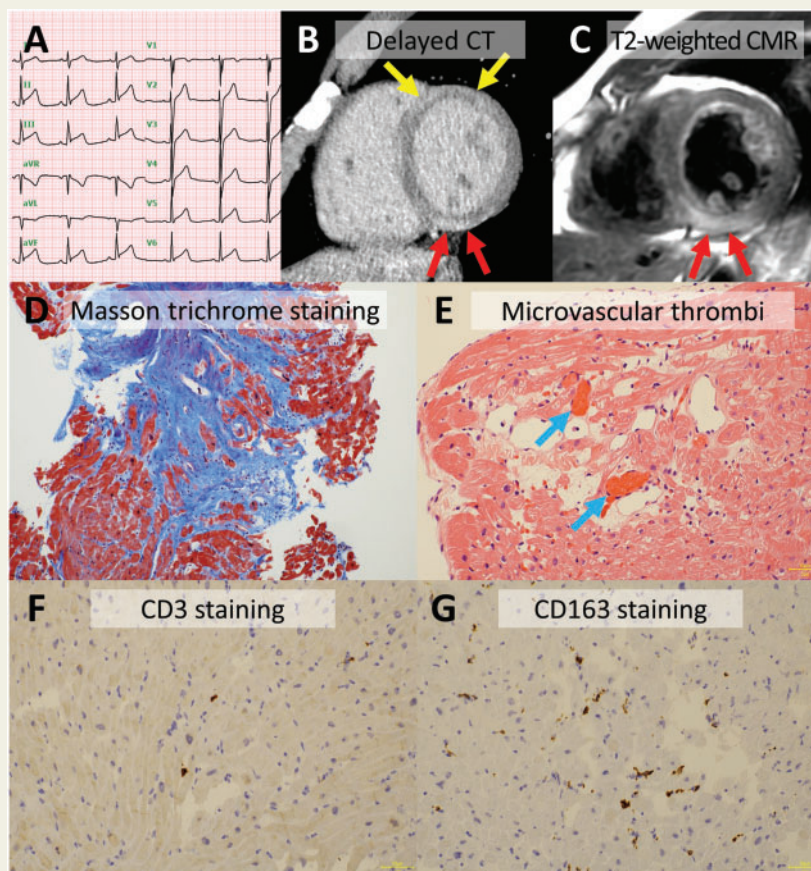 A
I
V1
II
V2
III
V3
aVR
V4
aVL
V5
aVF
V6
B
Delayed CT
C
T2-weighted CMR
D
Masson trichrome staining
E
Microvascular thrombi
F
CD3 staining
G
CD163 staining